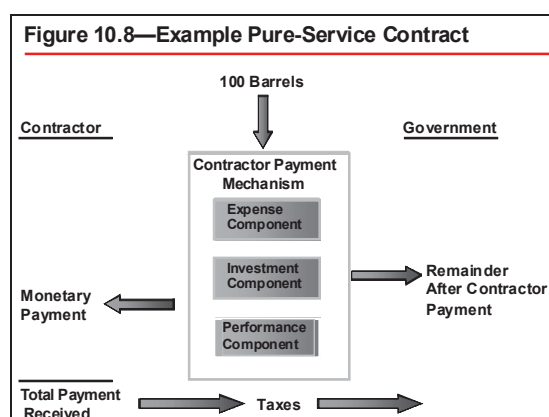 Figure 10.8—Example Pure-Service Contract
100 Barrels
Contractor
Government
Contractor Payment
Mechanism
Expense
Component
Investment
Component
Performance
Component
Monetary
Payment
Remainder
After Contractor
Payment
Total Payment
Received
Taxes